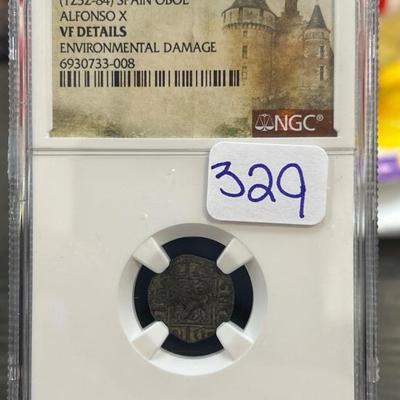 (1252-84) SPAIN OBOL
ALFONSO X
VF DETAILS
ENVIRONMENTAL DAMAGE
6930733-008
NGC®
329